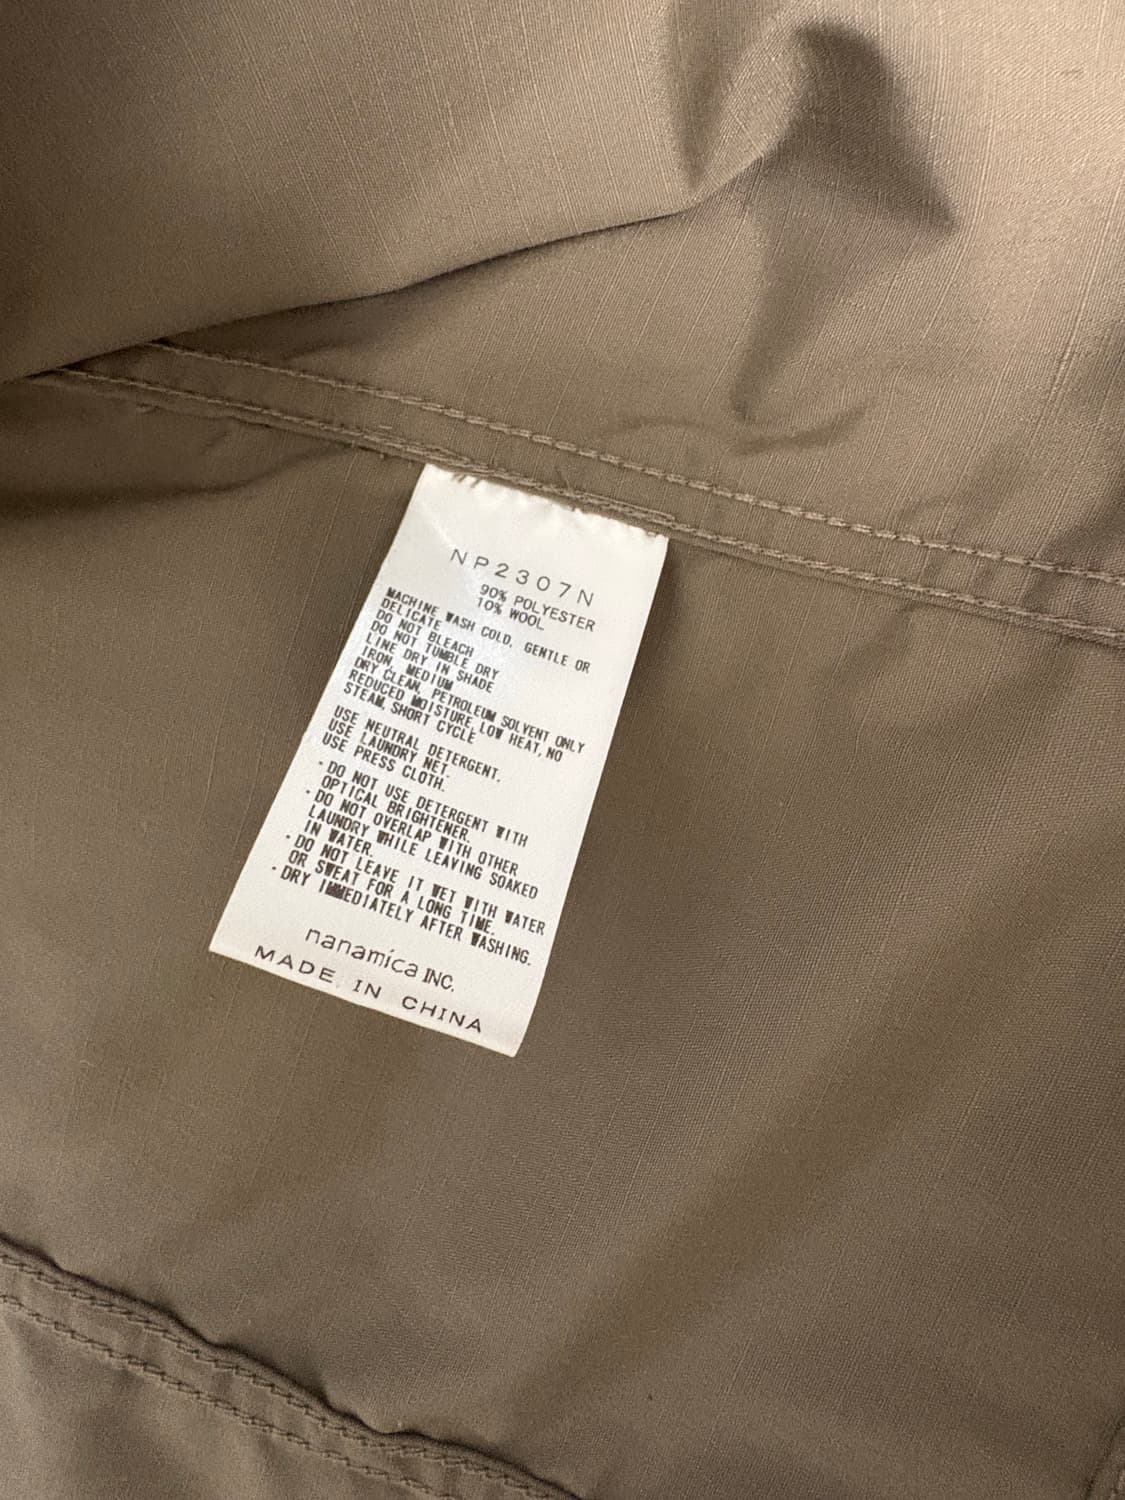 NP2307N
90% POLYESTER
10% WOOL
MACHINE WASH COLD, GENTLE OR
DELICATE
DO NOT BLEACH
DO NOT TUMBLE DRY
LINE DRY IN SHADE
IRON, MEDIUM
DRY CLEAN, PETROLEUM SOLVENT ONLY
REDUCED MOISTURE, LOW HEAT, NO
STEAM, SHORT CYCLE
USE NEUTRAL DETERGENT.
USE LAUNDRY NET.
USE PRESS CLOTH.
・DO NOT USE DETERGENT WITH
OPTICAL BRIGHTENER.
・DO NOT OVERLAP WITH OTHER
LAUNDRY WHILE LEAVING SOAKED
IN WATER.
・DO NOT LEAVE IT WET WITH WATER
OR SWEAT FOR A LONG TIME.
・DRY IMMEDIATELY AFTER WASHING.
nanamica INC.
MADE IN CHINA